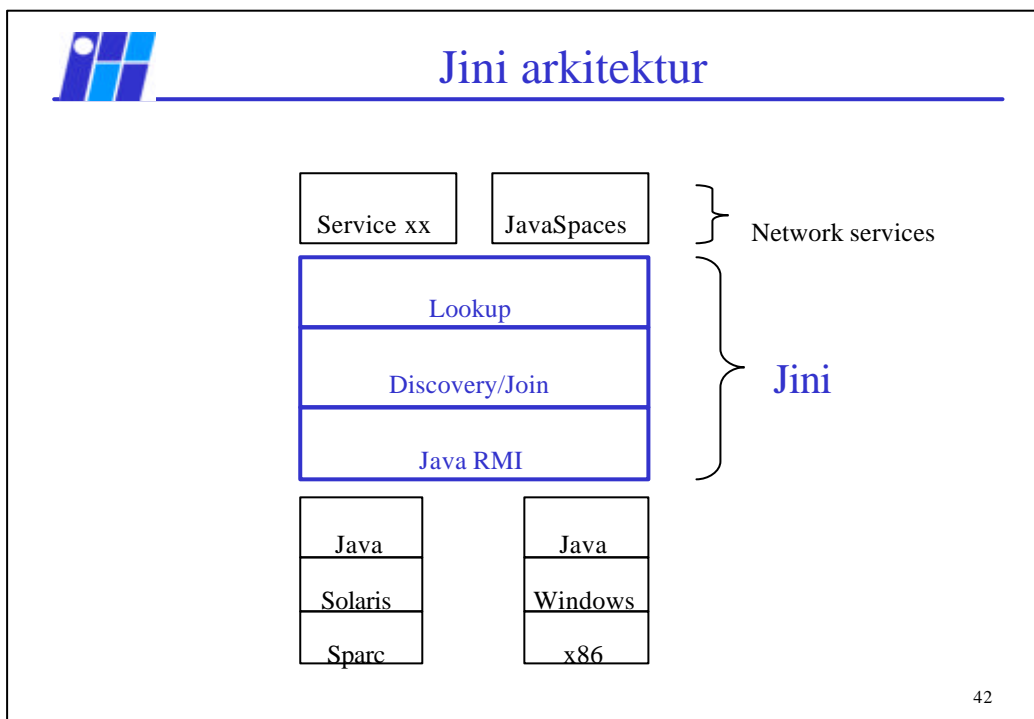 Jini arkitektur
Service xx
JavaSpaces
Network services
Lookup
Discovery/Join
Java RMI
Jini
Java
Java
Solaris
Windows
Sparc
x86
42